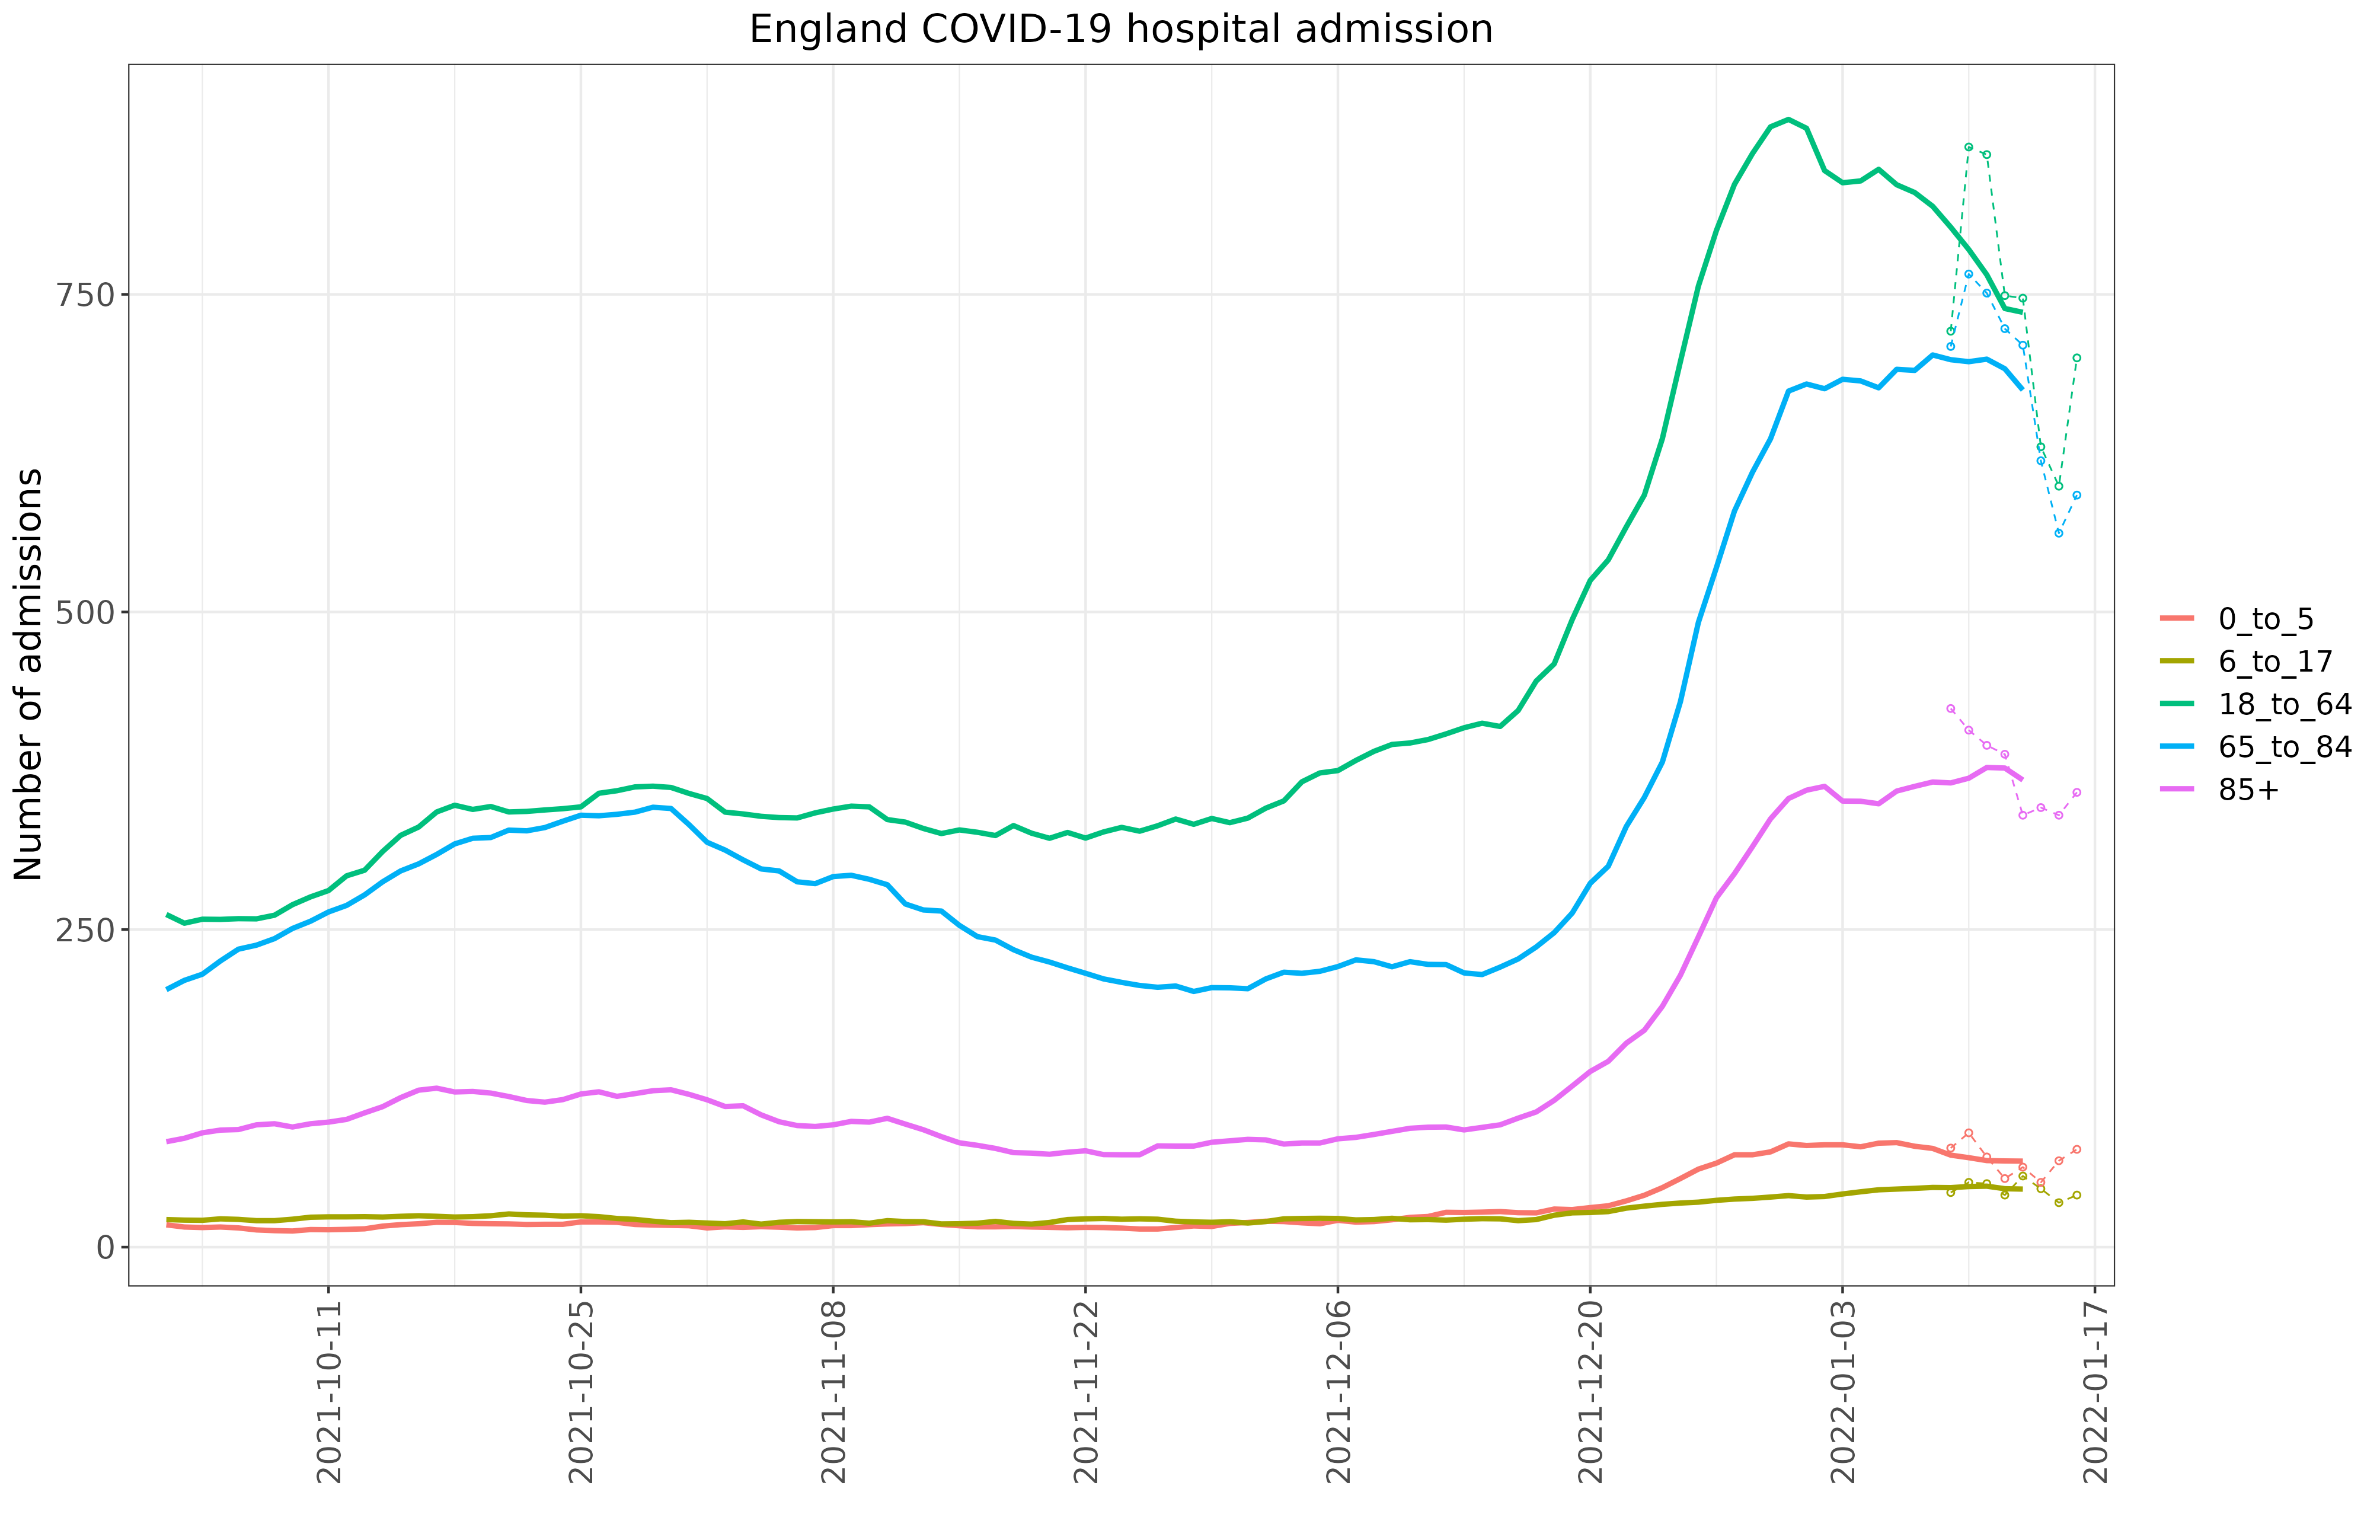 England COVID-19 hospital admission
Number of admissions
750
500
250
0
2021-10-11
2021-10-25
2021-11-08
2021-11-22
2021-12-06
2021-12-20
2022-01-03
2022-01-17
0_to_5
6_to_17
18_to_64
65_to_84
85+